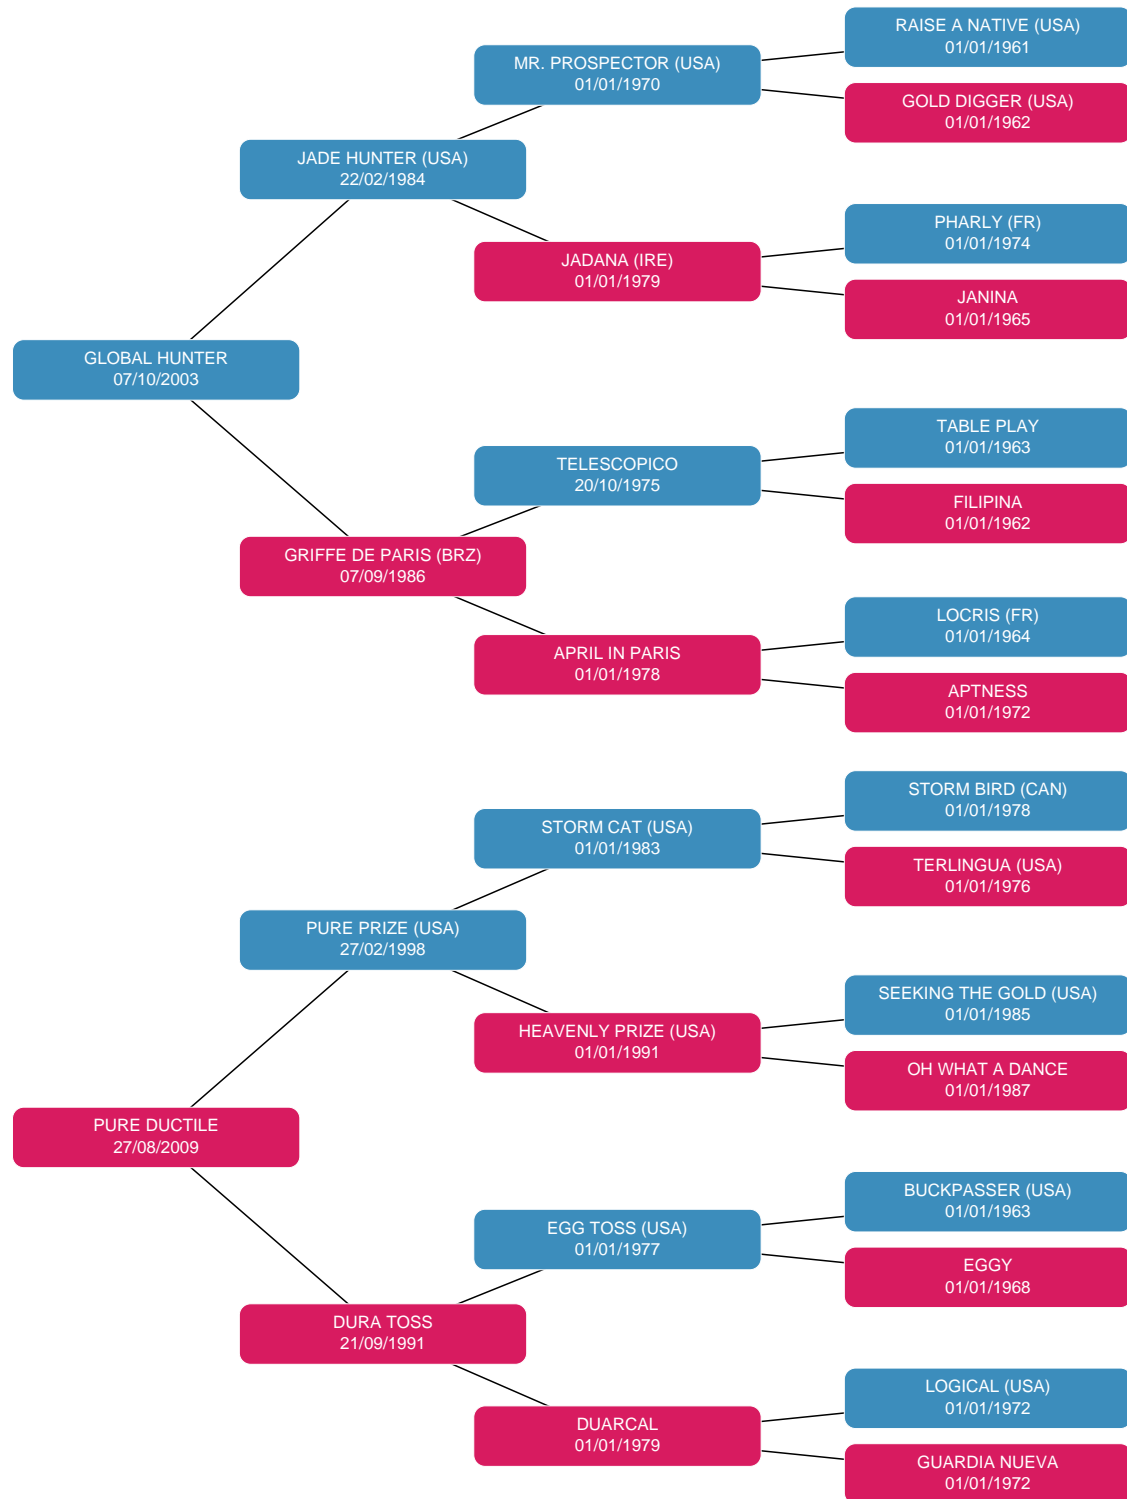 RAISE A NATIVE (USA)
01/01/1961
MR. PROSPECTOR (USA)
01/01/1970
GOLD DIGGER (USA)
01/01/1962
JADE HUNTER (USA)
22/02/1984
PHARLY (FR)
01/01/1974
JADANA (IRE)
01/01/1979
JANINA
01/01/1965
GLOBAL HUNTER
07/10/2003
TABLE PLAY
01/01/1963
TELESCOPICO
20/10/1975
FILIPINA
01/01/1962
GRIFFE DE PARIS (BRZ)
07/09/1986
LOCRIS (FR)
01/01/1964
APRIL IN PARIS
01/01/1978
APTNESS
01/01/1972
STORM BIRD (CAN)
01/01/1978
STORM CAT (USA)
01/01/1983
TERLINGUA (USA)
01/01/1976
PURE PRIZE (USA)
27/02/1998
SEEKING THE GOLD (USA)
01/01/1985
HEAVENLY PRIZE (USA)
01/01/1991
OH WHAT A DANCE
01/01/1987
PURE DUCTILE
27/08/2009
BUCKPASSER (USA)
01/01/1963
EGG TOSS (USA)
01/01/1977
EGGY
01/01/1968
DURA TOSS
21/09/1991
LOGICAL (USA)
01/01/1972
DUARCAL
01/01/1979
GUARDIA NUEVA
01/01/1972